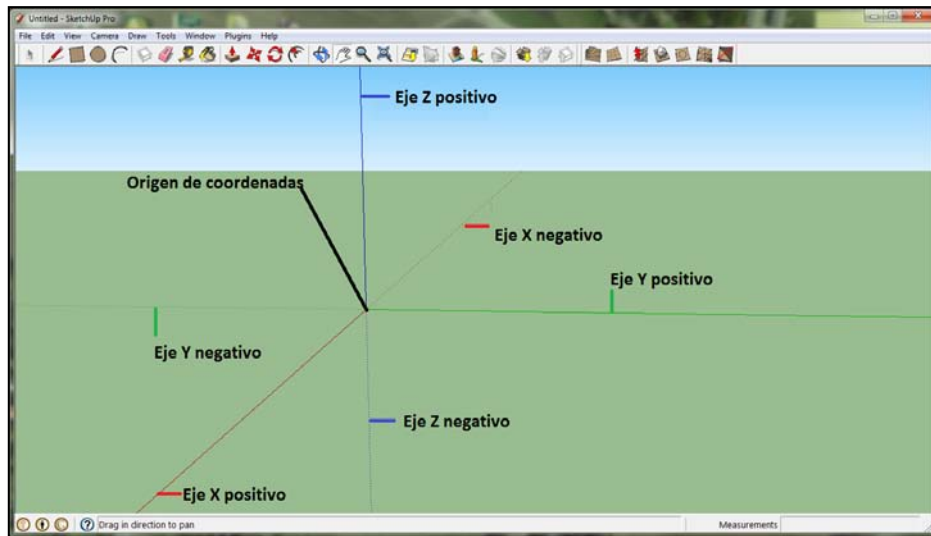 Untitled - SketchUp Pro
File Edit View Camera Draw Tools Window Plugins Help
Eje Z positivo
Origen de coordenadas
Eje X negativo
Eje Y positivo
Eje Y negativo
Eje Z negativo
Eje X positivo
Drag in direction to pan
Measurements